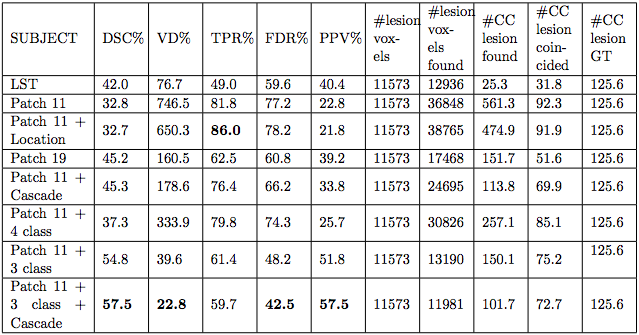 SUBJECT DSC% VD% TPR% FDR% PPV% #lesion vox-els #lesion vox-els found #CC lesion found #CC lesion coin-cided #CC lesion GT
LST 42.0 76.7 49.0 59.6 40.4 11573 12936 25.3 31.8 125.6
Patch 11 32.8 746.5 81.8 77.2 22.8 11573 36848 561.3 92.3 125.6
Patch 11 +
Location 32.7 650.3 86.0 78.2 21.8 11573 38765 474.9 91.9 125.6
Patch 19 45.2 160.5 62.5 60.8 39.2 11573 17468 151.7 51.6 125.6
Patch 11 +
Cascade 45.3 178.6 76.4 66.2 33.8 11573 24695 113.8 69.9 125.6
Patch 11 +
4 class 37.3 333.9 79.8 74.3 25.7 11573 30826 257.1 85.1 125.6
Patch 11 +
3 class 54.8 39.6 61.4 48.2 51.8 11573 13190 150.1 75.2 125.6
Patch 11 +
3 class +
Cascade 57.5 22.8 59.7 42.5 57.5 11573 11981 101.7 72.7 125.6